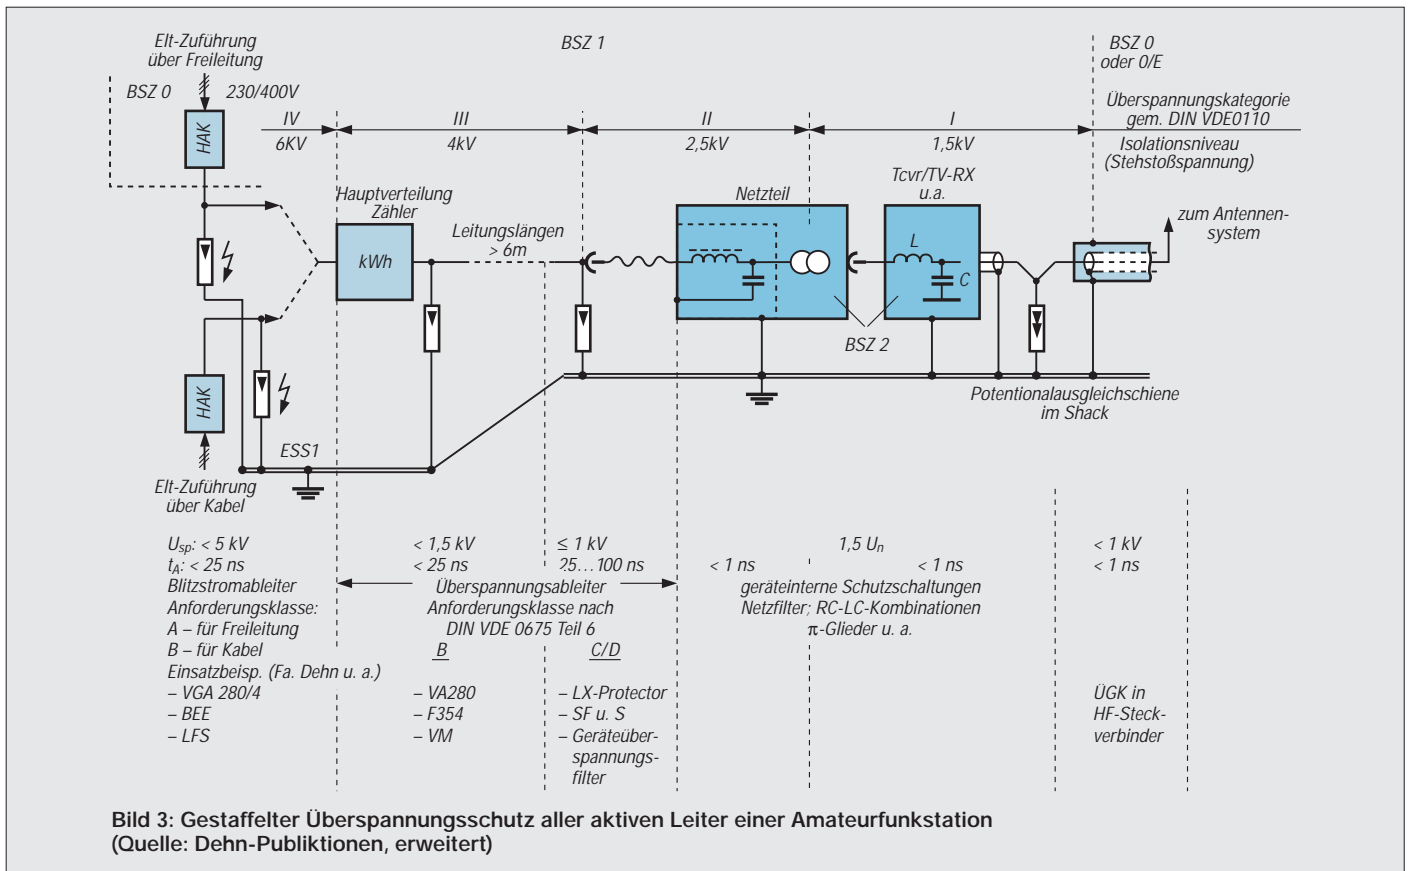 Elt-Zuführung
über Freileitung
BSZ 1
BSZ 0
oder 0/E
BSZ 0
230/400V
HAK
IV
III
II
I
Überspannungskategorie
gem. DIN VDE0110
6KV
4kV
2,5kV
1,5kV
Isolationsniveau
(Stehstoßspannung)
Hauptverteilung
Zähler
Leitungslängen
> 6m
Netzteil
Tcvr/TV-RX
u.a.
zum Antennen-
system
kWh
L
C
BSZ 2
HAK
Potentialausgleichschiene
im Shack
ESS1
Elt-Zuführung
über Kabel
Usp: < 5 kV
< 1,5 kV
≤ 1 kV
1,5 Un
< 1 kV
tA: < 25 ns
< 25 ns
25...100 ns
< 1 ns
< 1 ns
< 1 ns
Blitzstromableiter
Anforderungsklasse:
A – für Freileitung
B – für Kabel
Einsatzbeisp. (Fa. Dehn u. a.)
– VGA 280/4
– BEE
– LFS
Überspannungsableiter
Anforderungsklasse nach
DIN VDE 0675 Teil 6
B
C/D
– VA280
– F354
– VM
– LX-Protector
– SF u. S
– Geräteüber-
spannungs-
filter
geräteinterne Schutzschaltungen
Netzfilter; RC-LC-Kombinationen
π-Glieder u. a.
ÜGK in
HF-Steck-
verbinder
Bild 3: Gestaffelter Überspannungsschutz aller aktiven Leiter einer Amateurfunkstation
(Quelle: Dehn-Publiktionen, erweitert)